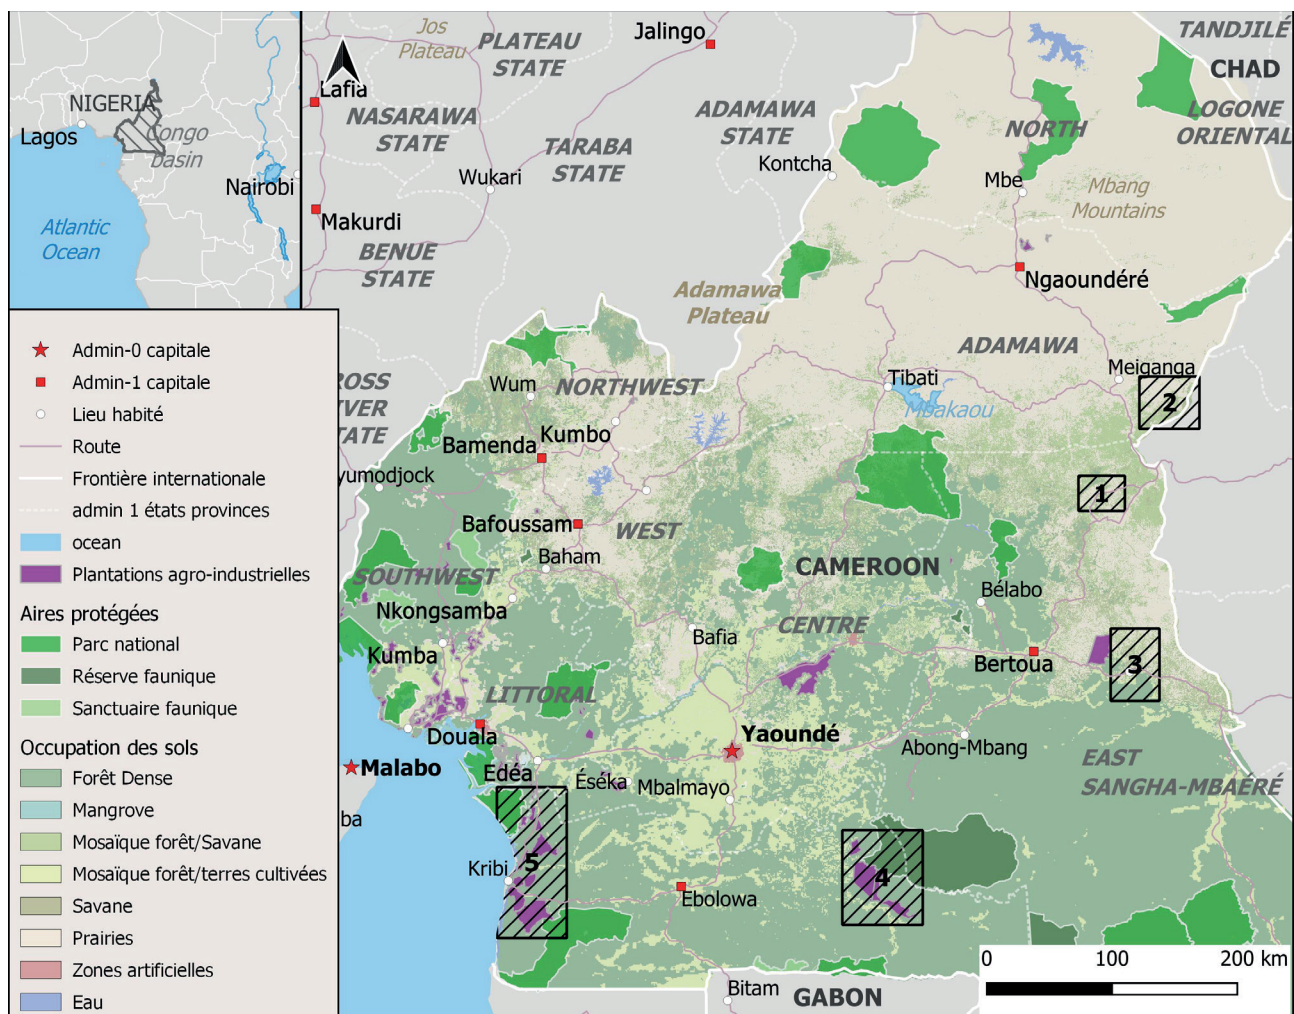 NIGERIA
Lagos
Congo
Basin
Nairobi
Atlantic
Ocean
Admin-0 capitale
Admin-1 capitale
Lieu habité
Route
Frontière internationale
admin 1 états provinces
ocean
Plantations agro-industrielles
Aires protégées
Parc national
Réserve faunique
Sanctuaire faunique
Occupation des sols
Forêt Dense
Mangrove
Mosaïque forêt/Savane
Mosaïque forêt/terres cultivées
Savane
Prairies
Zones artificielles
Eau
Jos
Plateau
PLATEAU
STATE
Jalingo
TANDJILÉ
CHAD
LOGONE
ORIENTAL
Lafia
NASARAWA
STATE
ADAMAWA
STATE
NORTH
TARABA
STATE
Kontcha
Wukari
Mbe
Mbang
Mountains
Makurdi
BENUE
STATE
Ngaoundéré
Adamawa
Plateau
ADAMAWA
Meiganga
Tibati
Mbakaou
2
ROSS
VER
TATE
Wum
NORTHWEST
Kumbo
Bamenda
yumodjock
1
Bafoussam
WEST
Baham
CAMEROON
SOUTHWEST
Nkongsamba
Bélabo
CENTRE
Bafia
Kumba
Bertoua
3
LITTORAL
Douala
Yaoundé
Abong-Mbang
Malabo
Edéa
Éséka
Mbalmayo
EAST
SANGHA-MBAÉRÉ
ba
Kribi
5
4
Ebolowa
Bitam
GABON
0 100 200 km